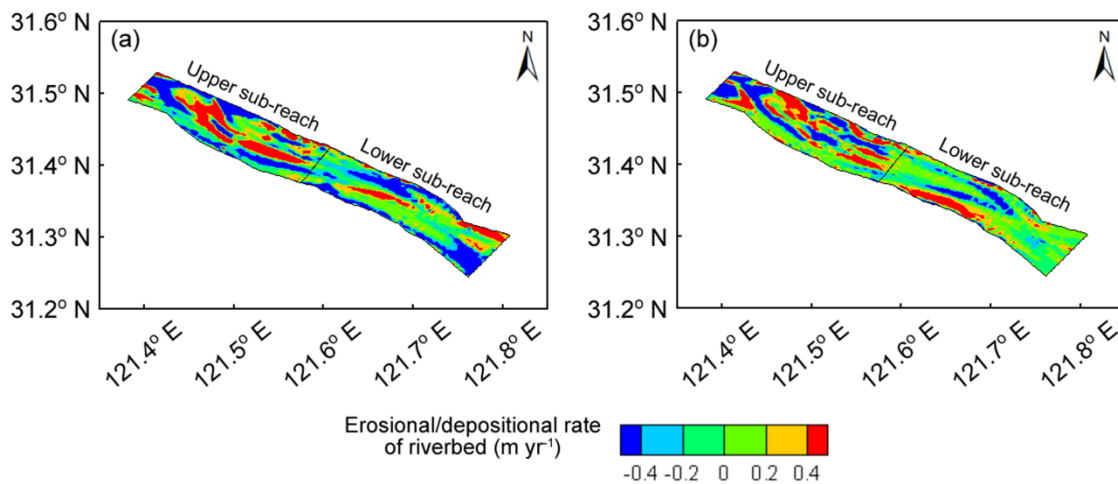 31.6° N
31.5° N
31.4° N
31.3° N
31.2° N
(a)
N
Upper sub-reach
Lower sub-reach
121.4° E
121.5° E
121.6° E
121.7° E
121.8° E
31.6° N
31.5° N
31.4° N
31.3° N
31.2° N
(b)
N
Upper sub-reach
Lower sub-reach
121.4° E
121.5° E
121.6° E
121.7° E
121.8° E
Erosional/depositional rate
of riverbed (m yr⁻¹)
-0.4 -0.2 0 0.2 0.4